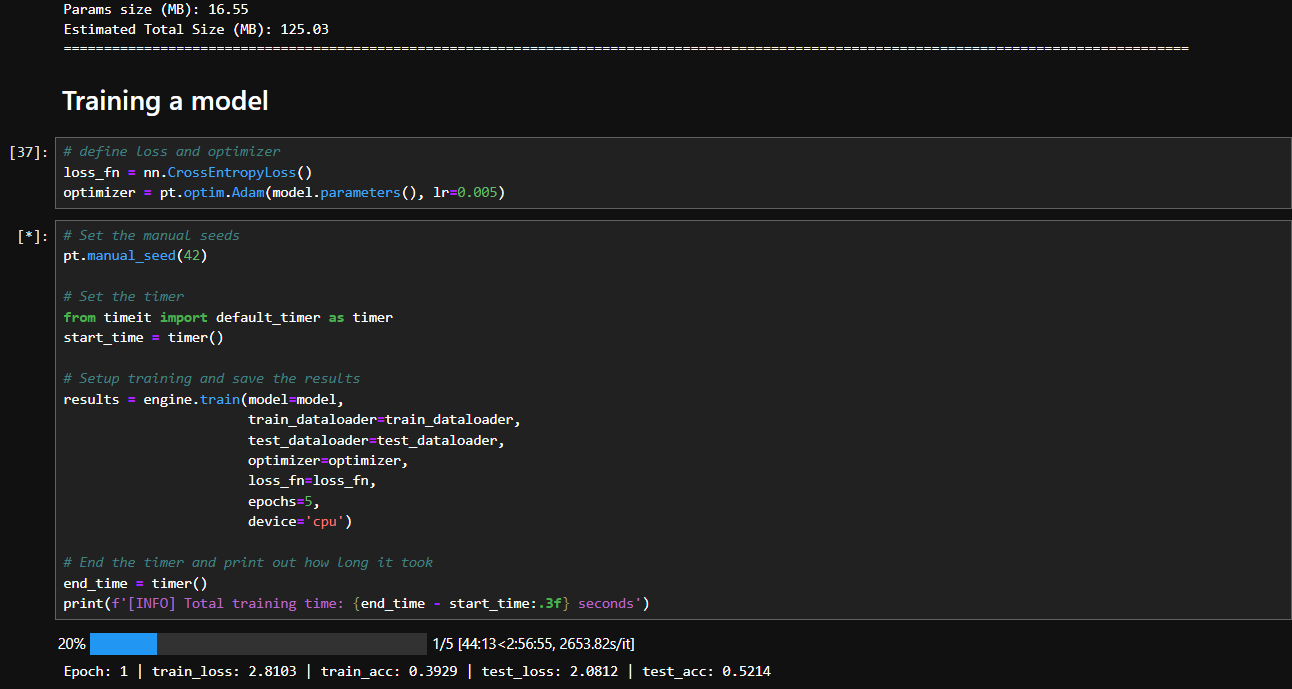 Params size (MB): 16.55
Estimated Total Size (MB): 125.03
============================================================================================================================================
Training a model
[37]: # define loss and optimizer
loss_fn = nn.CrossEntropyLoss()
optimizer = pt.optim.Adam(model.parameters(), lr=0.005)
[*]: # Set the manual seeds
pt.manual_seed(42)
# Set the timer
from timeit import default_timer as timer
start_time = timer()
# Setup training and save the results
results = engine.train(model=model,
train_dataloader=train_dataloader,
test_dataloader=test_dataloader,
optimizer=optimizer,
loss_fn=loss_fn,
epochs=5,
device='cpu')
# End the timer and print out how long it took
end_time = timer()
print(f'[INFO] Total training time: {end_time - start_time:.3f} seconds')
20% 1/5 [44:13<2:56:55, 2653.82s/it]
Epoch: 1 | train_loss: 2.8103 | train_acc: 0.3929 | test_loss: 2.0812 | test_acc: 0.5214